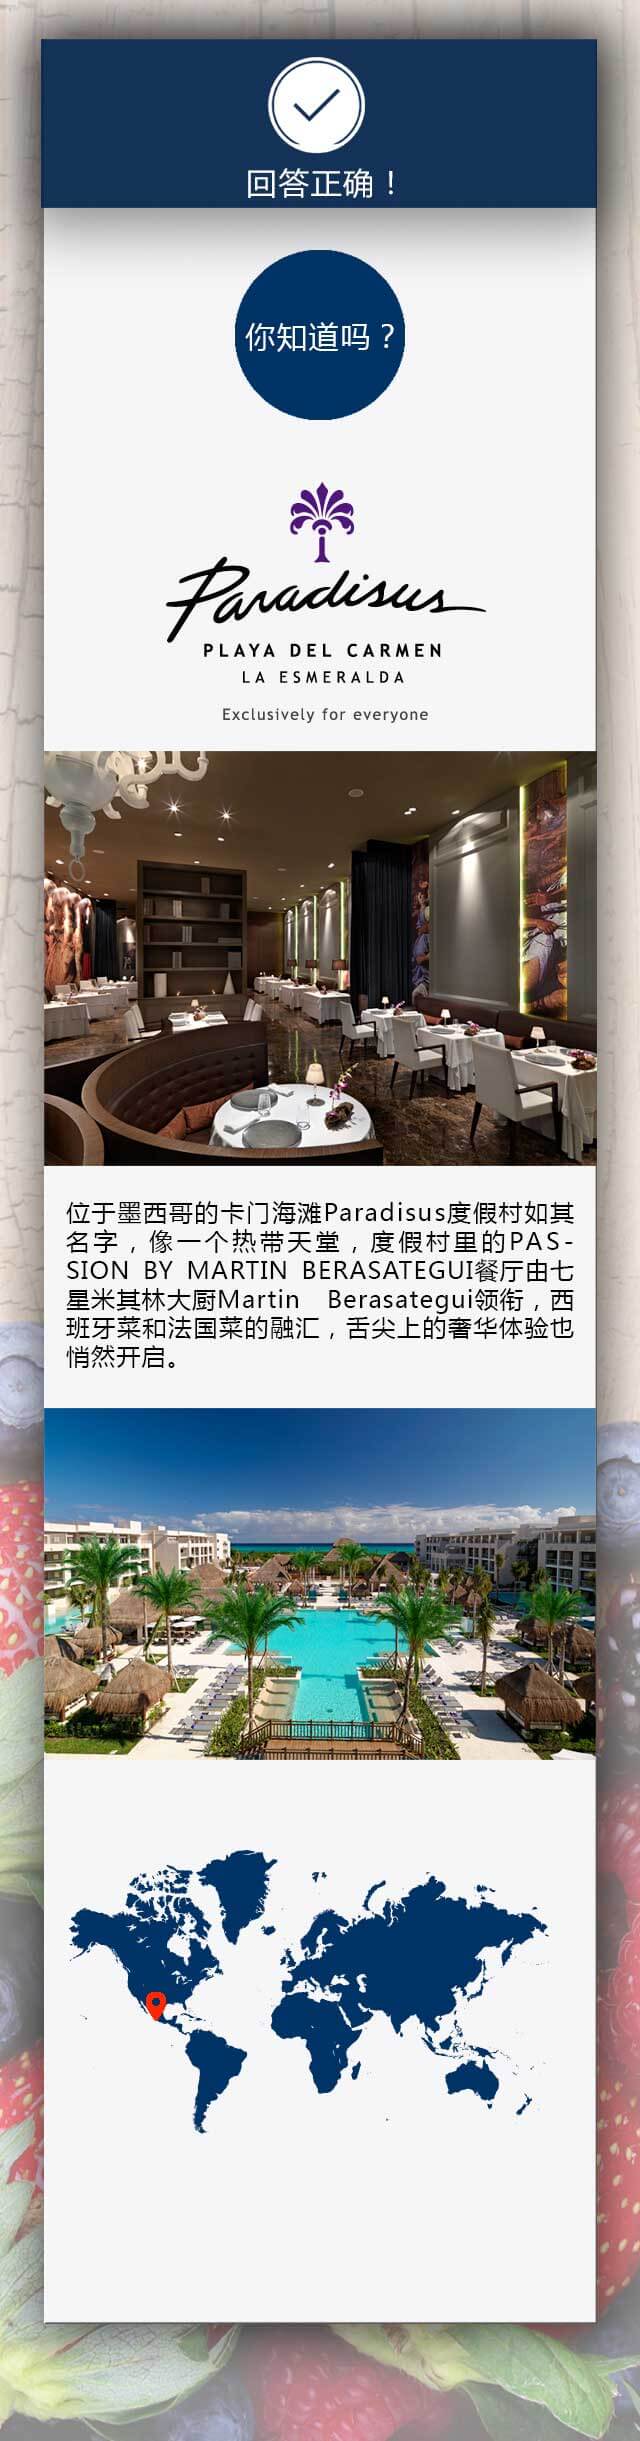 回答正确！
你知道吗？
Paradisus
PLAYA DEL CARMEN
LA ESMERALDA
Exclusively for everyone
位于墨西哥的卡门海滩Paradisus度假村如其
名字，像一个热带天堂，度假村里的PAS-
SION BY MARTIN BERASATEGUI餐厅由七
星米其林大厨Martin Berasategui领衔，西
班牙菜和法国菜的融汇，舌尖上的奢华体验也
悄然开启。